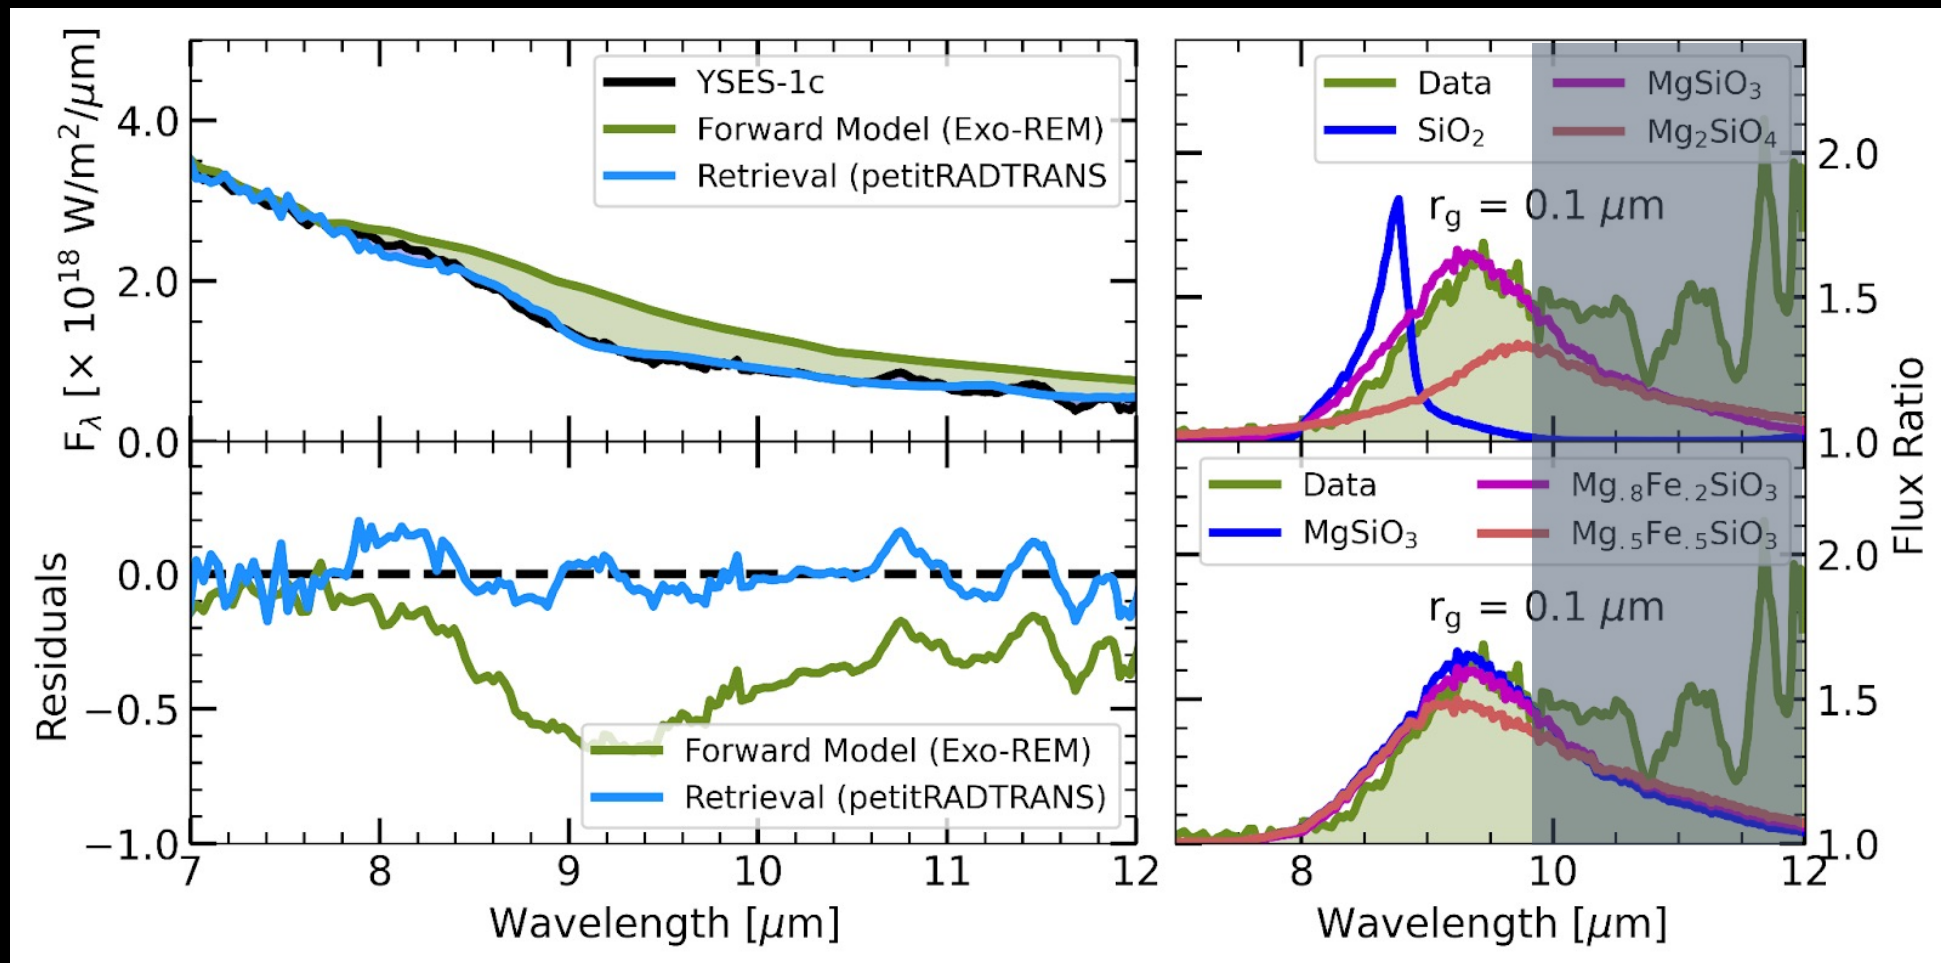 F_λ [× 10^18 W/m^2/μm]
4.0
2.0
0.0
YSES-1c
Forward Model (Exo-REM)
Retrieval (petitRADTRANS
Residuals
0.0
−0.5
−1.0
Forward Model (Exo-REM)
Retrieval (petitRADTRANS)
7 8 9 10 11 12
Wavelength [μm]
Data MgSiO₃
SiO₂ Mg₂SiO₄
r_g = 0.1 μm
2.0
1.5
1.0
Flux Ratio
Data Mg.₈Fe.₂SiO₃
MgSiO₃ Mg.₅Fe.₅SiO₃
r_g = 0.1 μm
2.0
1.5
1.0
8 10 12
Wavelength [μm]